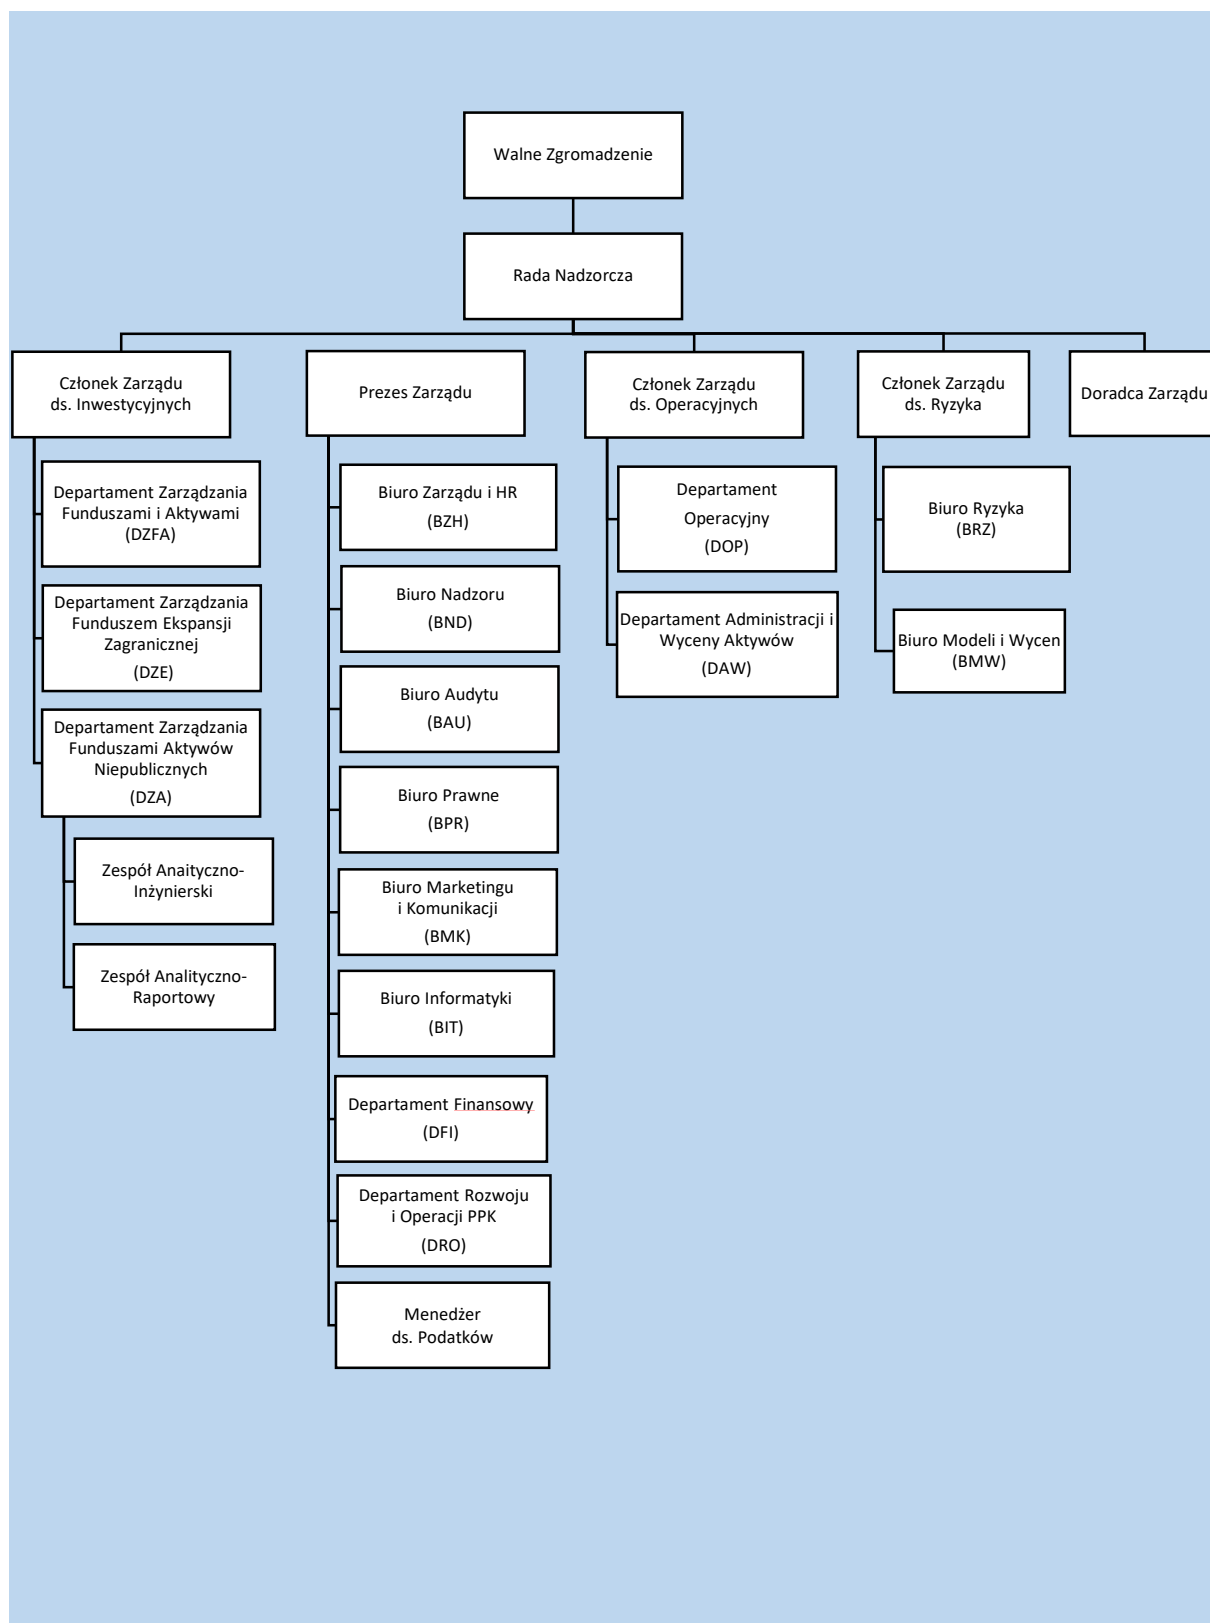 Walne Zgromadzenie
Rada Nadzorcza
Członek Zarządu
ds. Inwestycyjnych
Departament Zarządzania
Funduszami i Aktywami
(DZFA)
Departament Zarządzania
Funduszem Ekspansji
Zagranicznej
(DZE)
Departament Zarządzania
Funduszami Aktywów
Niepublicznych
(DZA)
Zespół Anaityczno-
Inżynierski
Zespół Analityczno-
Raportowy
Prezes Zarządu
Biuro Zarządu i HR
(BZH)
Biuro Nadzoru
(BND)
Biuro Audytu
(BAU)
Biuro Prawne
(BPR)
Biuro Marketingu
i Komunikacji
(BMK)
Biuro Informatyki
(BIT)
Departament Finansowy
(DFI)
Departament Rozwoju
i Operacji PPK
(DRO)
Menedżer
ds. Podatków
Członek Zarządu
ds. Operacyjnych
Departament
Operacyjny
(DOP)
Departament Administracji i
Wyceny Aktywów
(DAW)
Członek Zarządu
ds. Ryzyka
Biuro Ryzyka
(BRZ)
Biuro Modeli i Wycen
(BMW)
Doradca Zarządu